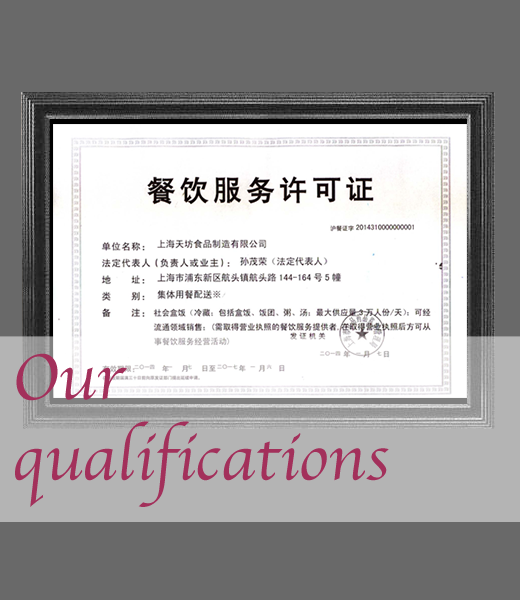 餐饮服务许可证
沪餐证字 2014310000000001
单位名称： 上海天坊食品制造有限公司
法定代表人（负责人或业主）： 孙茂荣（法定代表人）
地 址： 上海市浦东新区航头镇航头路 144-164 号 5 幢
类 别： 集体用餐配送※
备 注： 社会盒饭（冷藏；包括盒饭、饭团、粥、汤；最大供应量 3 万人份/天）；可经
流通领域销售；（需取得营业执照的餐饮服务提供者，在取得营业执照后方可从
事餐饮服务经营活动）
发证机关
二〇一四 年 一月 七日
Our
qualifications